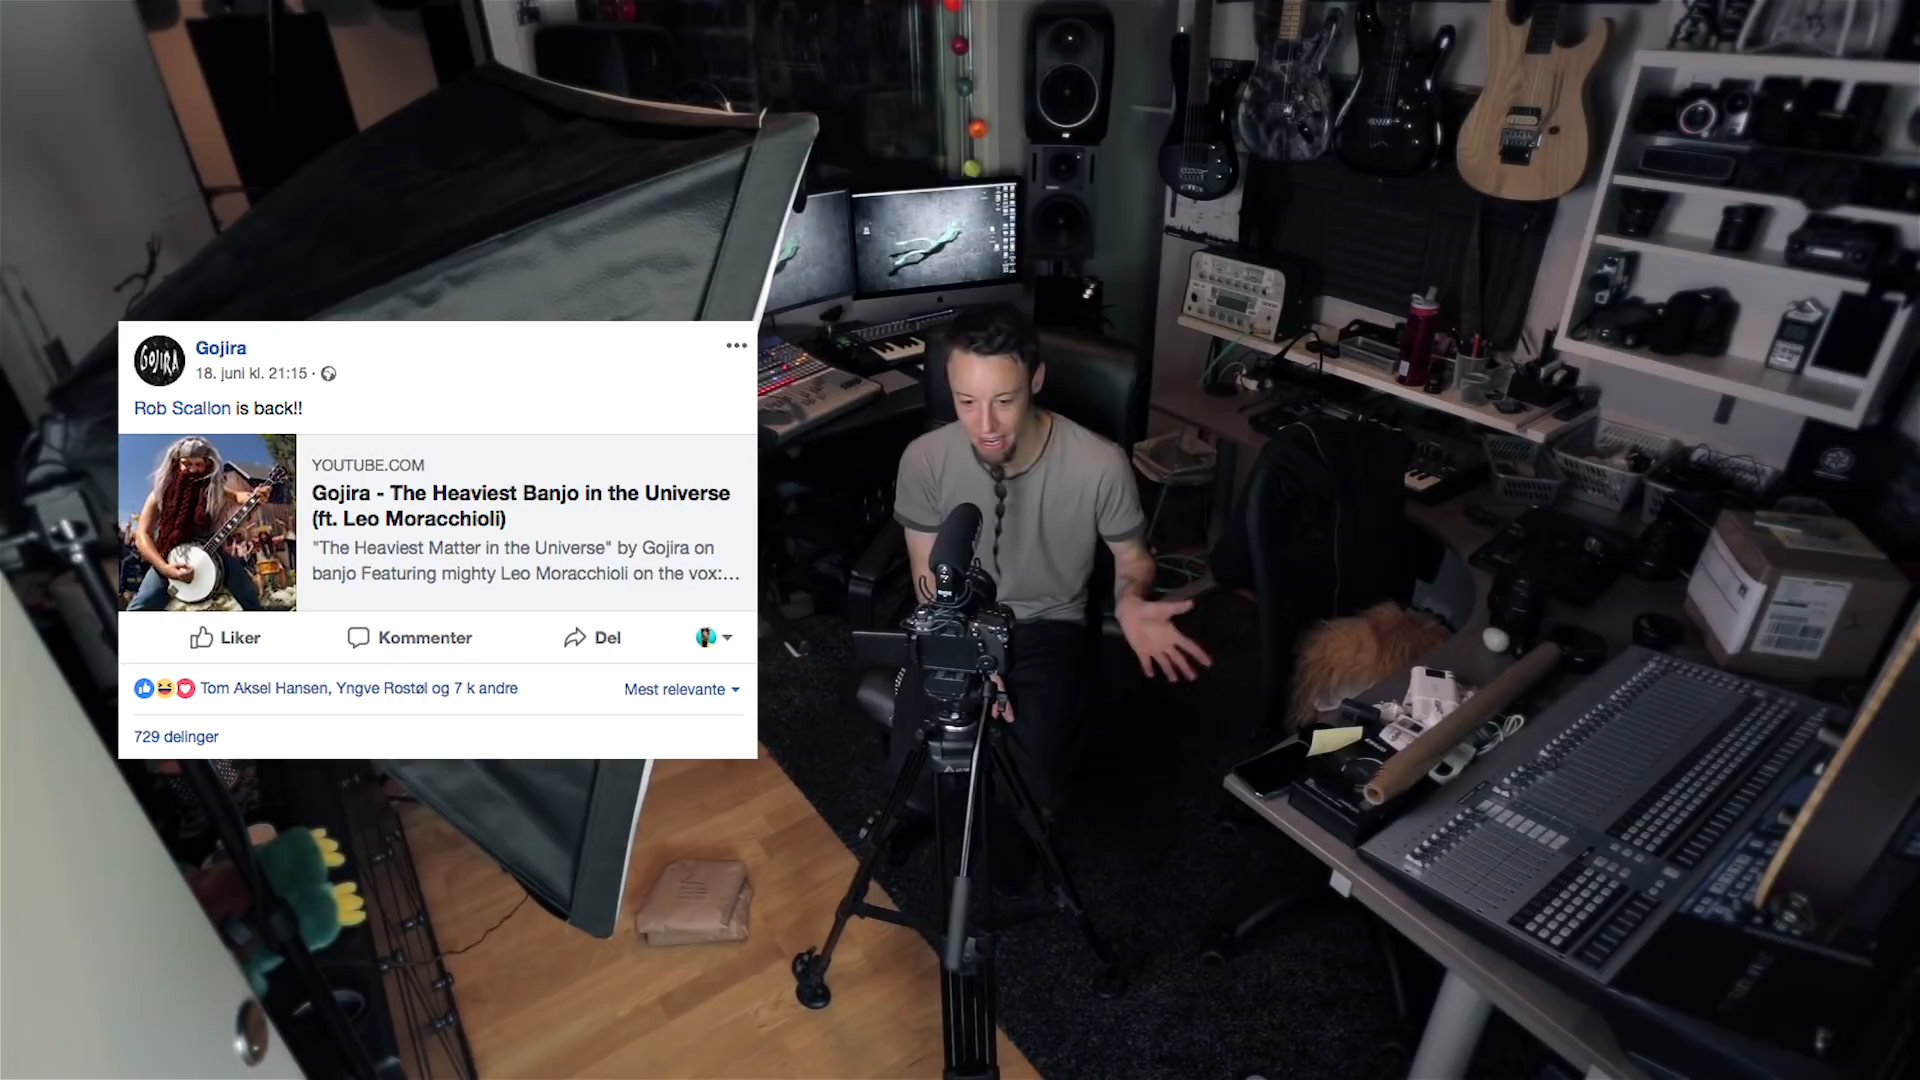 GOJIRA
Gojira
18. juni kl. 21:15 ·
Rob Scallon is back!!
YOUTUBE.COM
Gojira - The Heaviest Banjo in the Universe
(ft. Leo Moracchioli)
"The Heaviest Matter in the Universe" by Gojira on
banjo Featuring mighty Leo Moracchioli on the vox:...
Liker
Kommenter
Del
Tom Aksel Hansen, Yngve Rostøl og 7 k andre
Mest relevante
729 delinger